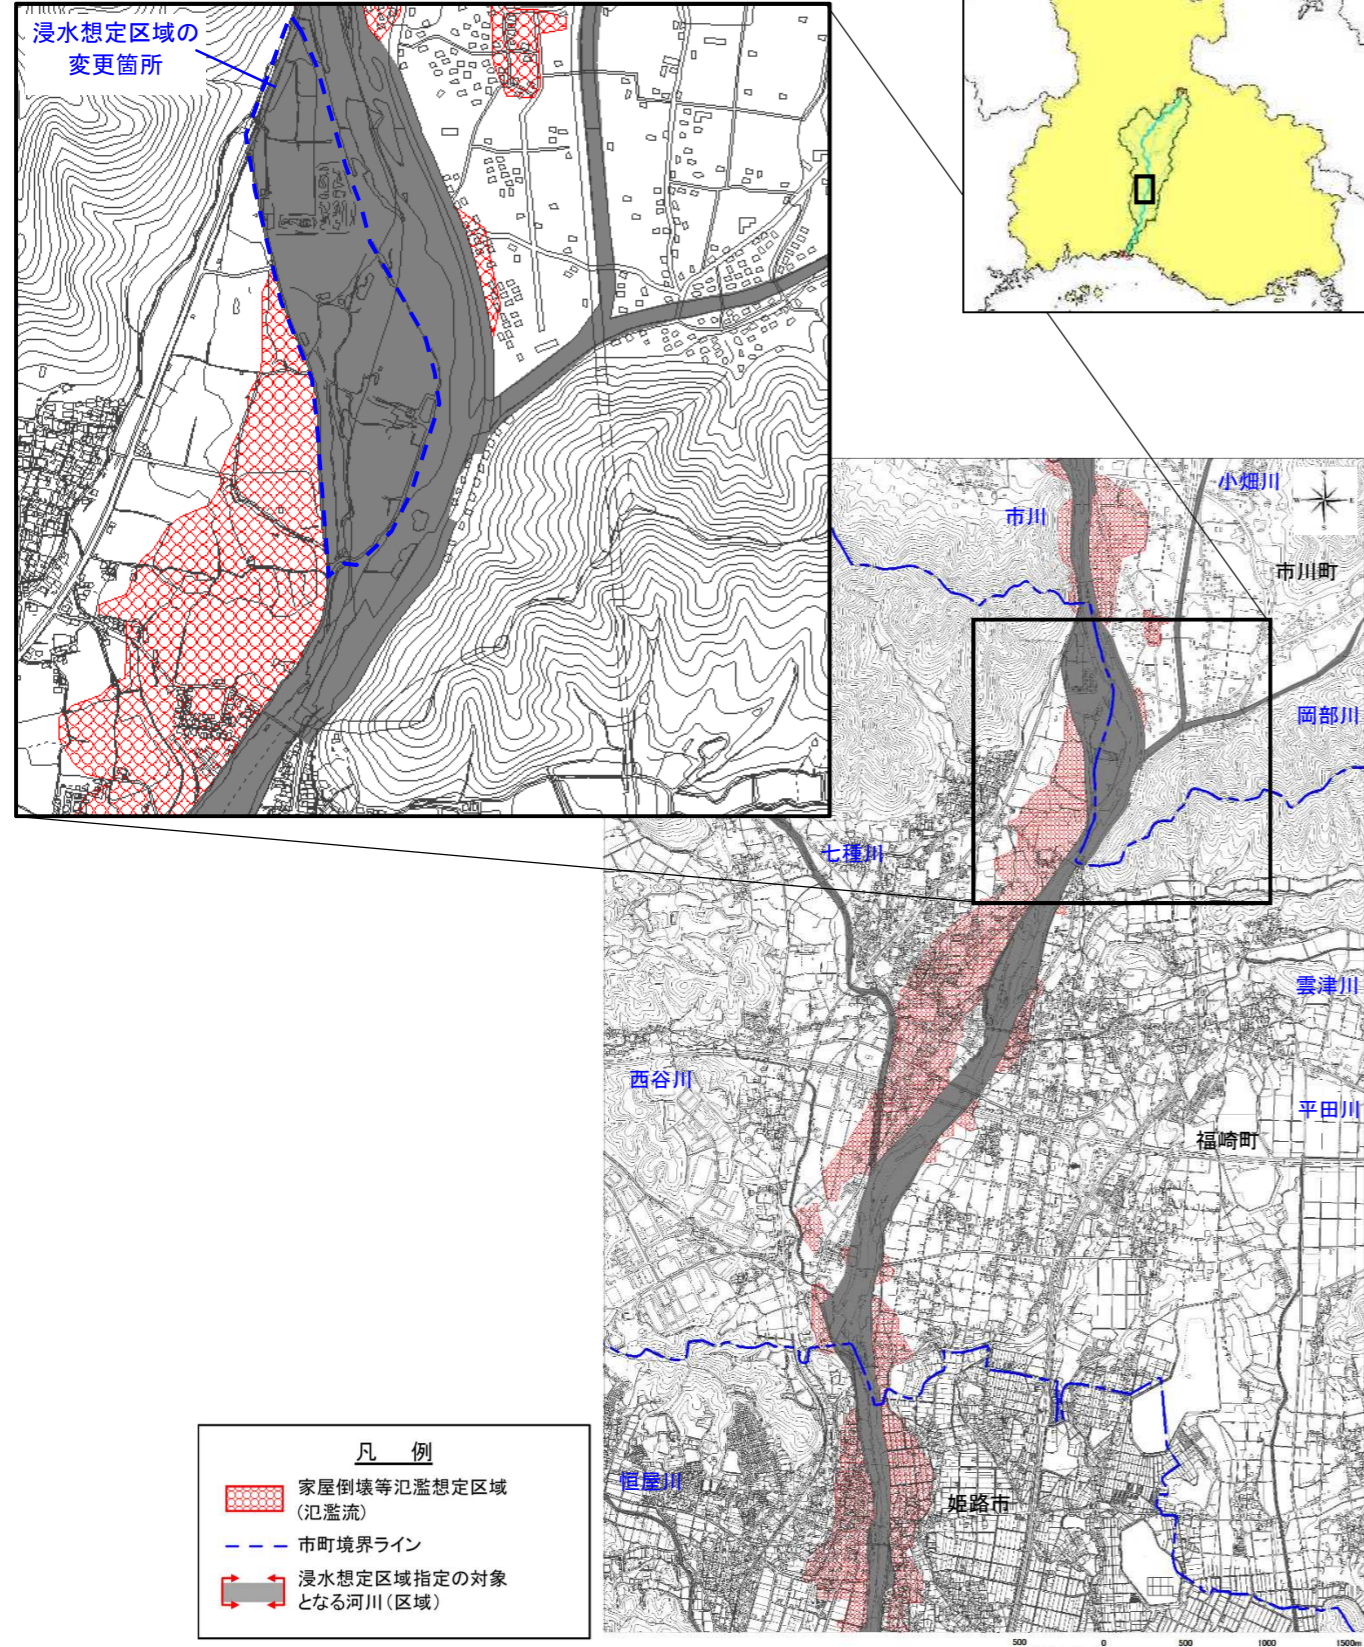 浸水想定区域の
変更箇所
小畑川
市川
市川町
岡部川
七種川
雲津川
西谷川
平田川
福崎町
恒屋川
姫路市
凡 例
家屋倒壊等氾濫想定区域
(氾濫流)
市町境界ライン
浸水想定区域指定の対象
となる河川(区域)
500 0 500 1000 1500